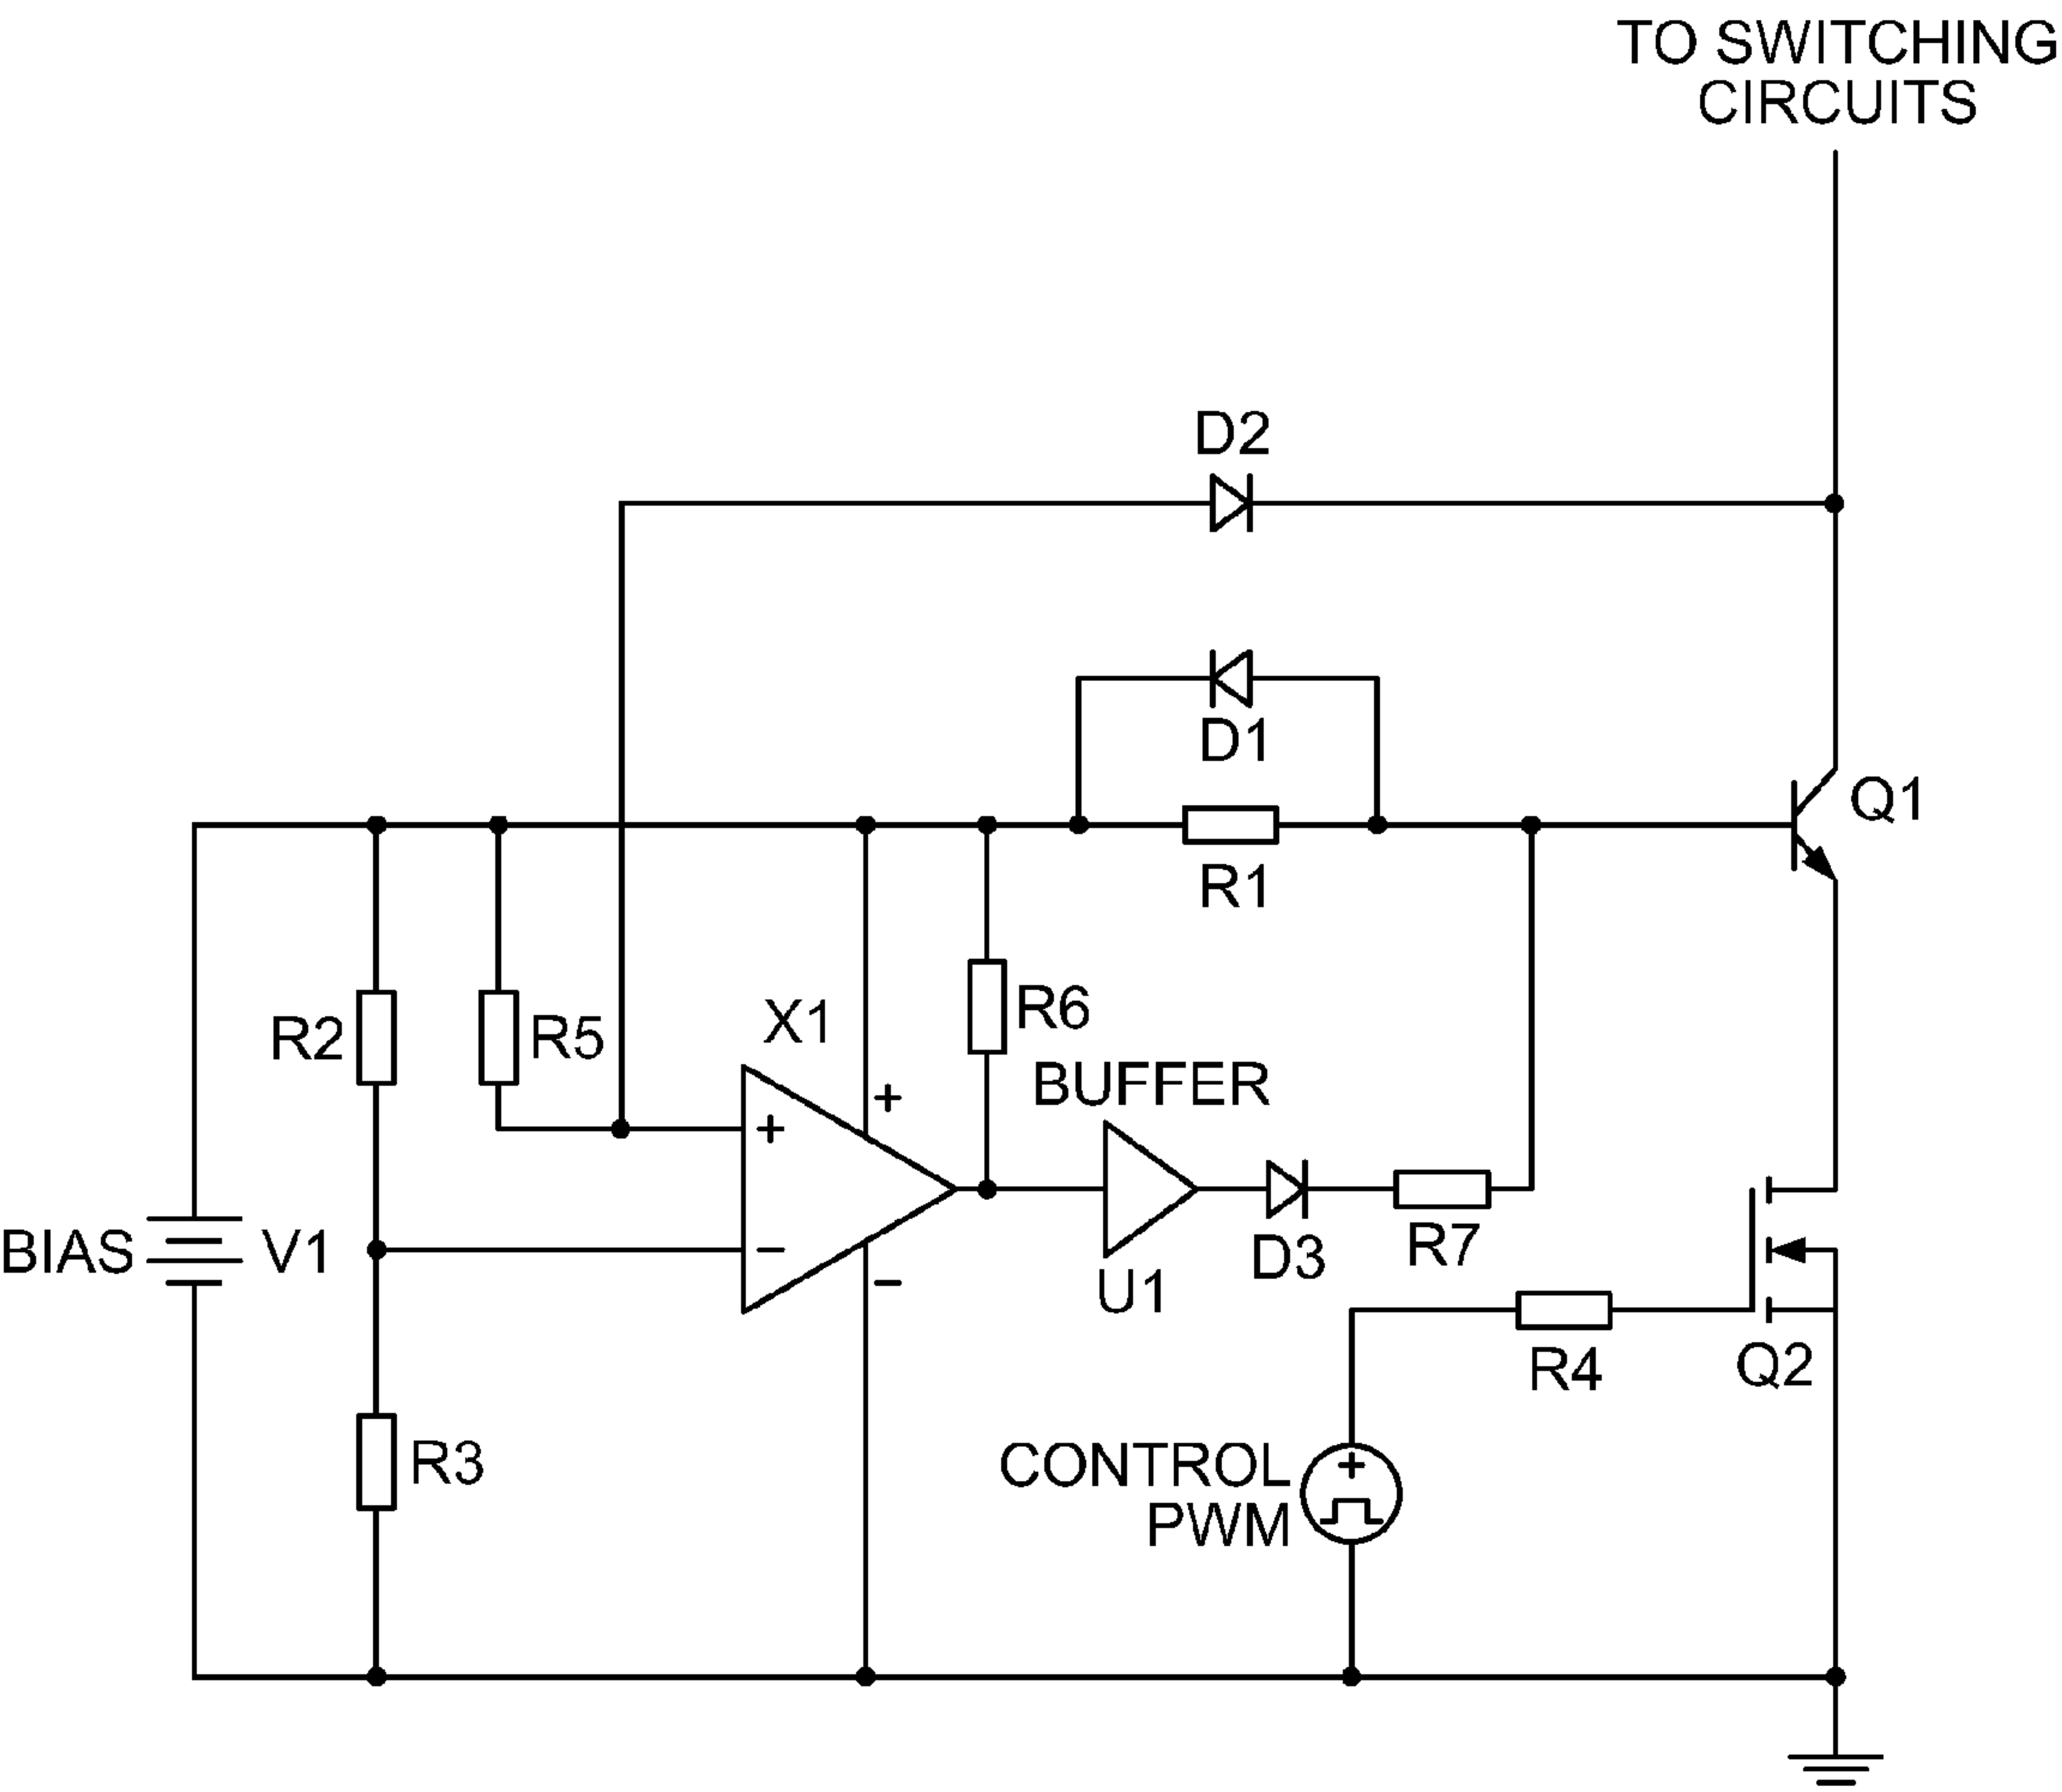 TO SWITCHING
CIRCUITS
D2
D1
Q1
R1
R2
R5
X1
R6
+
BUFFER
+
BIAS
V1
−
−
U1
D3
R7
R4
Q2
R3
CONTROL
PWM
+